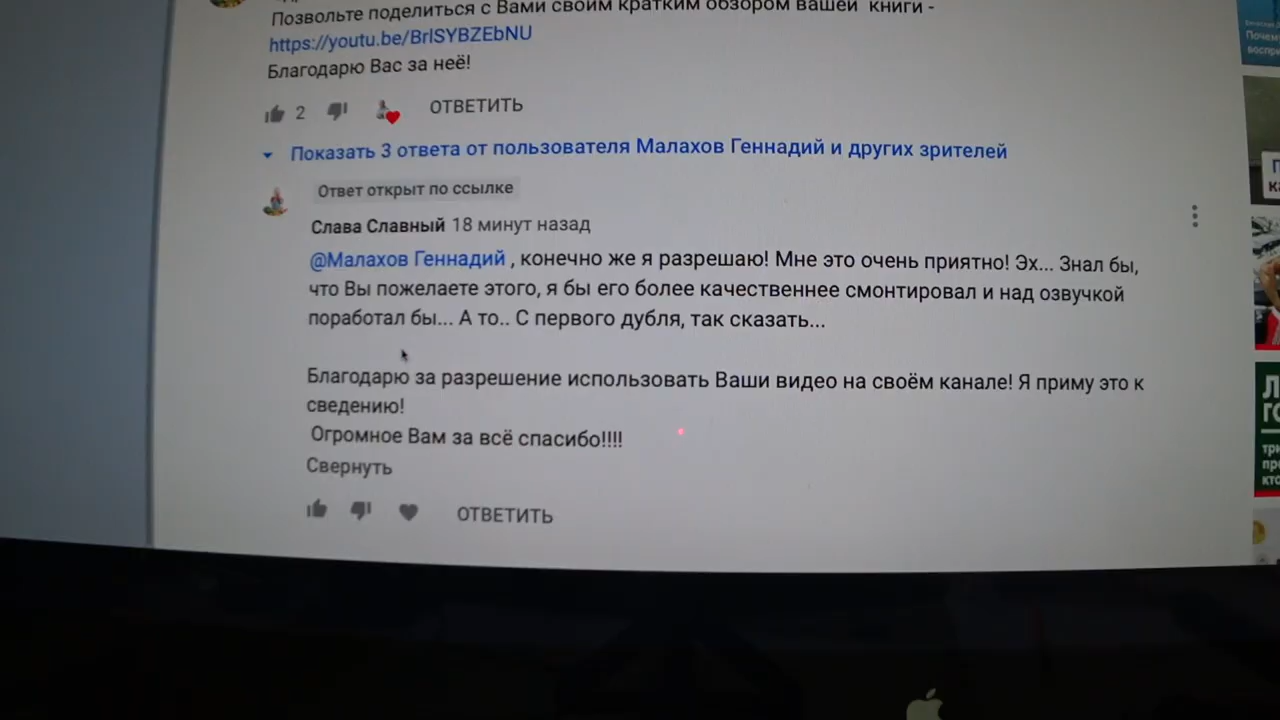 Позвольте поделиться с Вами своим кратким обзором вашей книги -
https://youtu.be/BrlSYBZEbNU
Благодарю Вас за неё!
2 ОТВЕТИТЬ
Показать 3 ответа от пользователя Малахов Геннадий и других зрителей
Ответ открыт по ссылке
Слава Славный 18 минут назад
@Малахов Геннадий , конечно же я разрешаю! Мне это очень приятно! Эх... Знал бы,
что Вы пожелаете этого, я бы его более качественнее смонтировал и над озвучкой
поработал бы... А то.. С первого дубля, так сказать...
Благодарю за разрешение использовать Ваши видео на своём канале! Я приму это к
сведению!
Огромное Вам за всё спасибо!!!!
Свернуть
ОТВЕТИТЬ